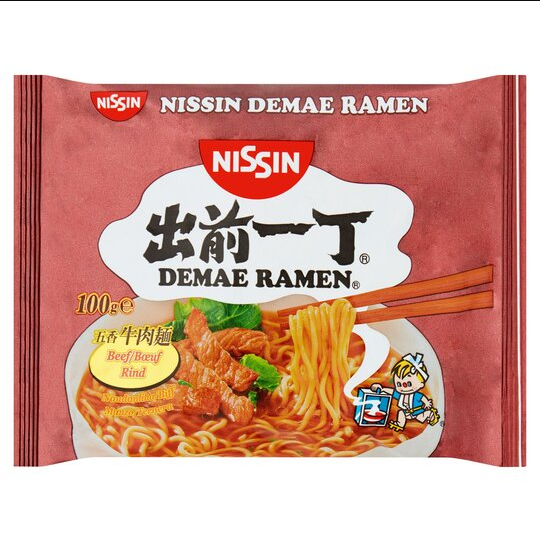 NISSIN
NISSIN DEMAE RAMEN
NISSIN
出前一丁®
DEMAE RAMEN®
100g ℮
五香牛肉麵
Beef/Bœuf
Rind